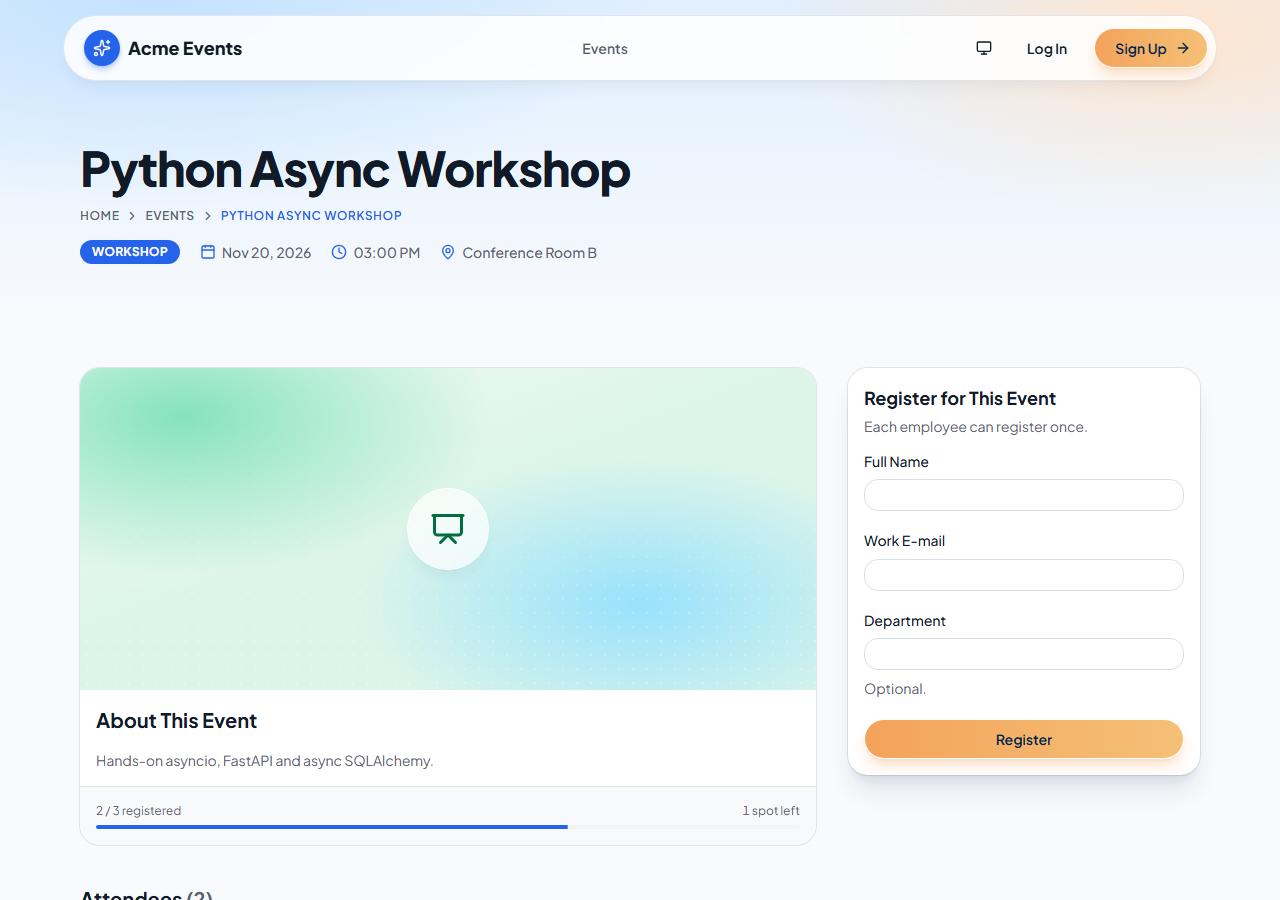 Acme Events
Events
Log In
Sign Up
Python Async Workshop
HOME > EVENTS > PYTHON ASYNC WORKSHOP
WORKSHOP Nov 20, 2026 03:00 PM Conference Room B
Register for This Event
Each employee can register once.
Full Name
Work E-mail
Department
Optional.
Register
About This Event
Hands-on asyncio, FastAPI and async SQLAlchemy.
2 / 3 registered
1 spot left
Attendees (2)